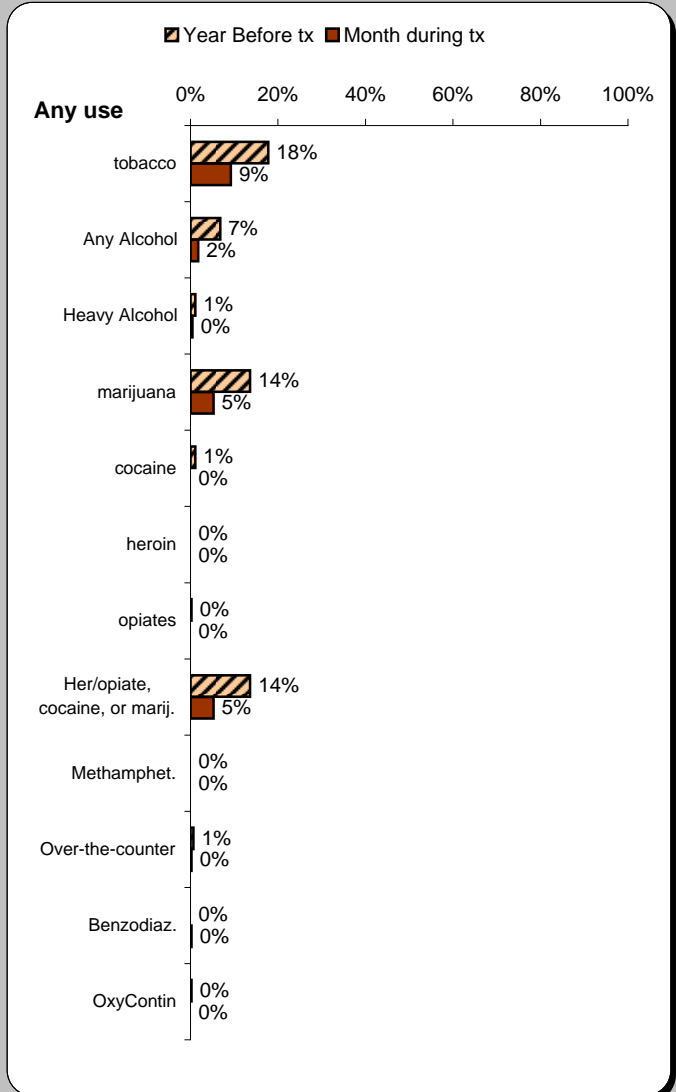 Year Before tx Month during tx
0% 20% 40% 60% 80% 100%
Any use
tobacco 18%
9%
Any Alcohol 7%
2%
Heavy Alcohol 1%
0%
marijuana 14%
5%
cocaine 1%
0%
heroin 0%
0%
opiates 0%
0%
Her/opiate, 14%
cocaine, or marij. 5%
Methamphet. 0%
0%
Over-the-counter 1%
0%
Benzodiaz. 0%
0%
OxyContin 0%
0%